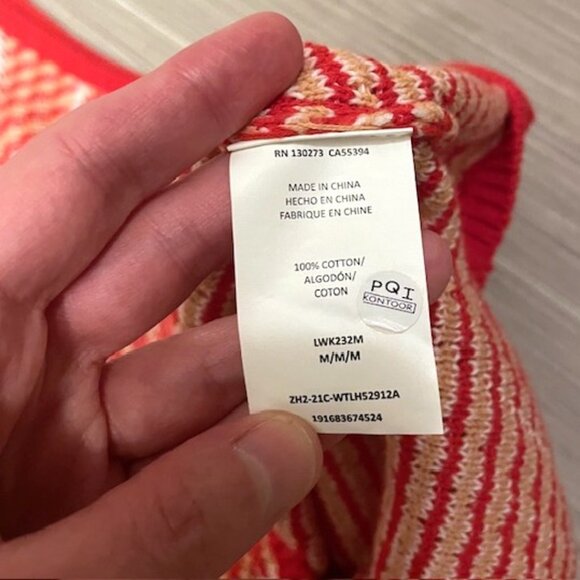 RN 130273 CA55394
MADE IN CHINA
HECHO EN CHINA
FABRIQUE EN CHINE
100% COTTON/
ALGODÓN/
COTON
PQI
KONTOOR
LWK232M
M/M/M
ZH2-21C-WTLH52912A
191683674524